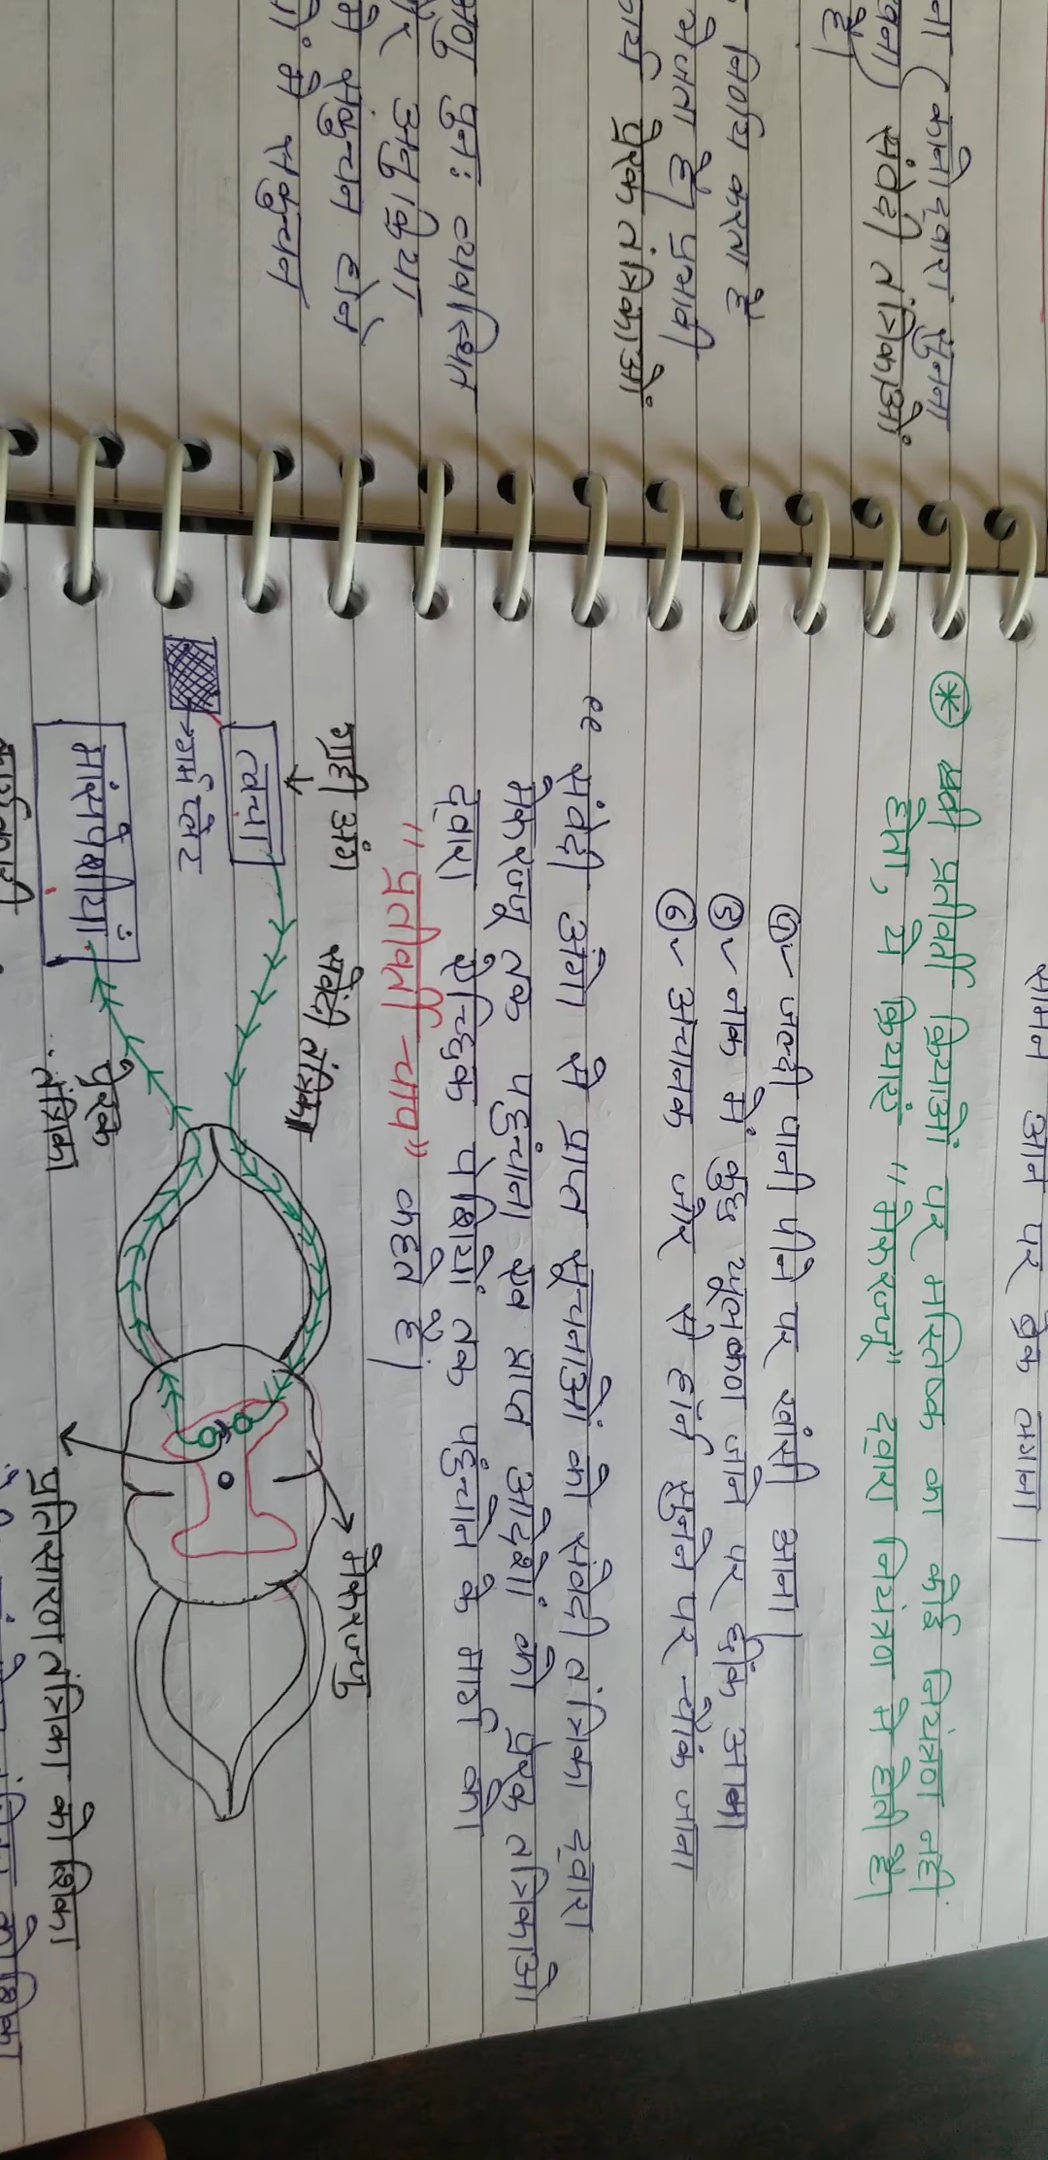 ना (कानो द्वारा सुनना
संवेदी तंत्रिकाओं
है।
निर्णय करता है
भेजता है। प्रभावी
प्रेरक तंत्रिकाओं
पुनः व्यवस्थित
अनुक्रिया
मे संकुचन होने
में संकुचन
सामने आने पर ब्रेक लगाना।
⊛ सभी प्रतिवर्ती क्रियाओं पर मस्तिष्क का कोई नियंत्रण नही
होता, ये क्रियाएं "मेरूरज्जू" द्वारा नियंत्रण मे होती है।
जल्दी पानी पीने पर खांसी आना।
⑤ नाक में कुछ धूलकण जाने पर छींक आना
⑥ अचानक जोर से हॉर्न सुनने पर चौंक जाना
संवेदी अंगो से प्राप्त सूचनाओं को संवेदी तंत्रिका द्वारा
मेरूरज्जू तक पहुंचाना एंव प्राप्त आदेशों को प्रेरक तंत्रिकाओ
द्वारा ऐच्छिक पेशियों तक पहुंचाने के मार्ग को
"प्रतिवर्ती चाप" कहते है।
ग्राही अंग
संवेदी तंत्रिका
मेरूरज्जु
त्वचा
गर्म प्लेट
मांसपेशीयां
प्रेरक
तंत्रिका
प्रतिसारण तंत्रिका कोशिका